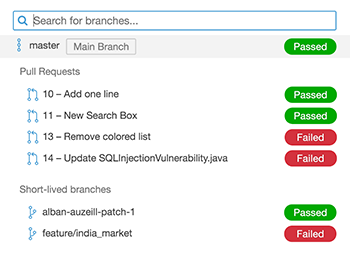 Search for branches...
master Main Branch Passed
Pull Requests
10 – Add one line Passed
11 – New Search Box Passed
13 – Remove colored list Failed
14 – Update SQLInjectionVulnerability.java Failed
Short-lived branches
alban-auzeill-patch-1 Passed
feature/india_market Failed